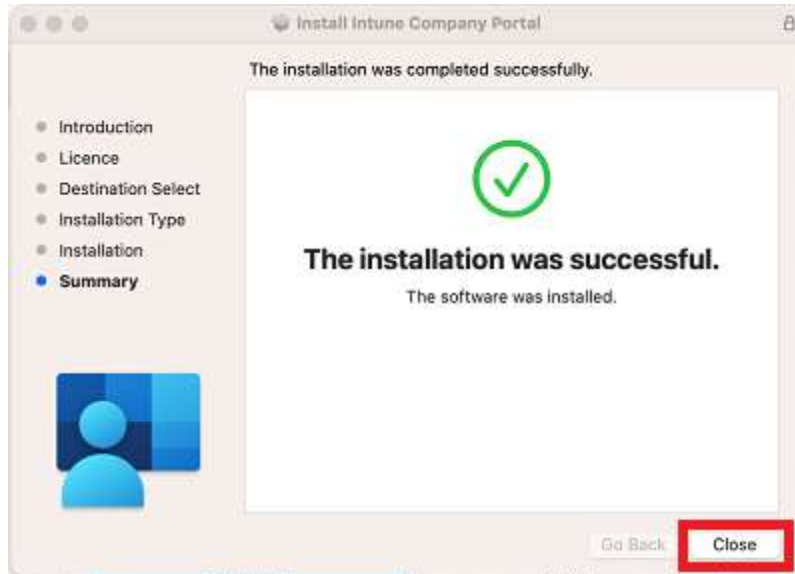 Install Intune Company Portal
The installation was completed successfully.
Introduction
Licence
Destination Select
Installation Type
Installation
Summary
The installation was successful.
The software was installed.
Go Back
Close